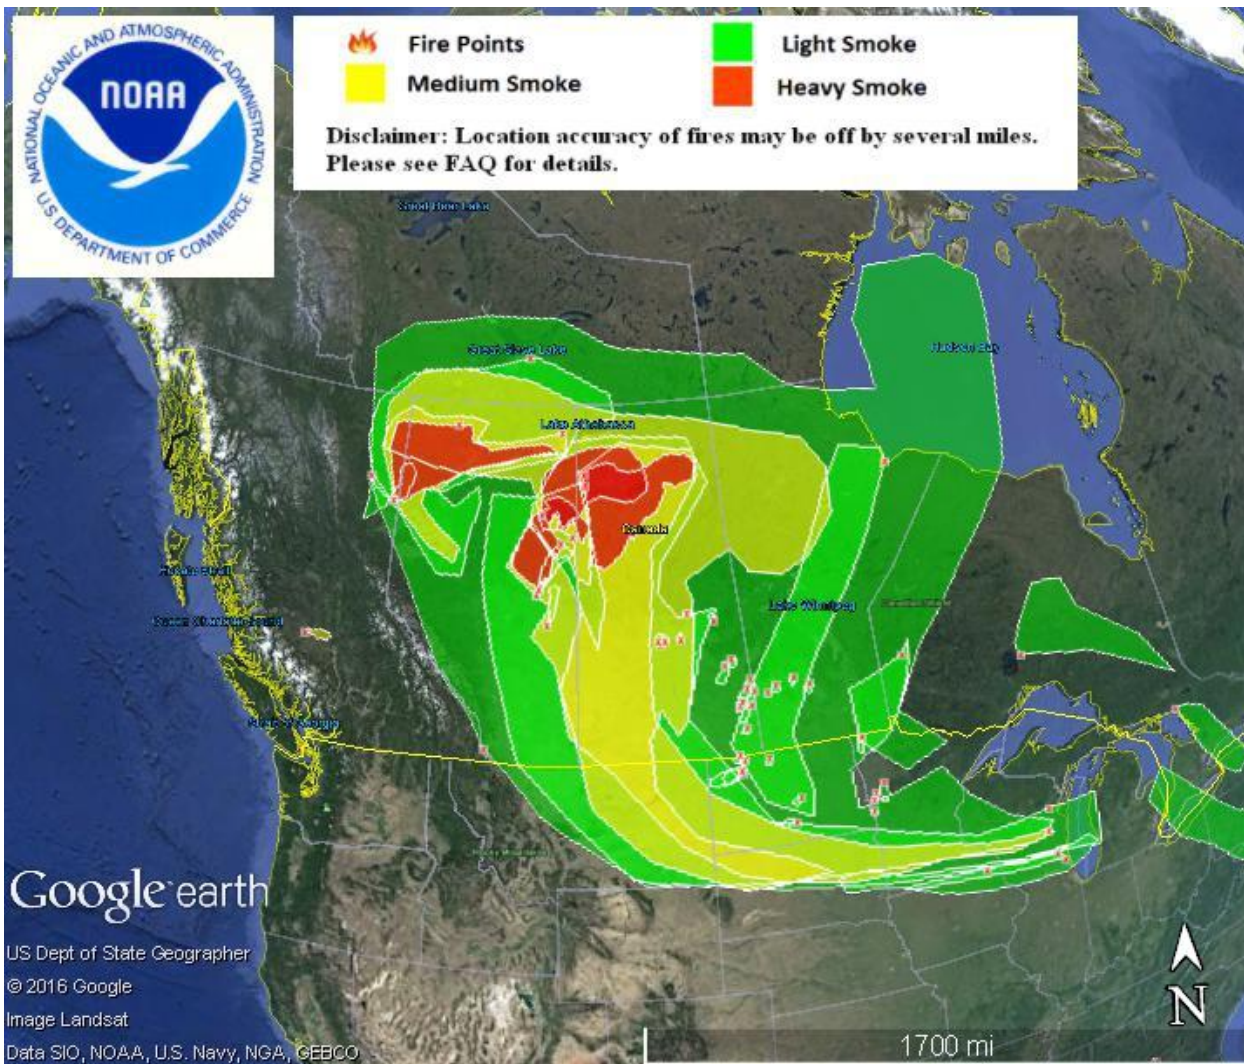 NATIONAL OCEANIC AND ATMOSPHERIC ADMINISTRATION
NOAA
U.S. DEPARTMENT OF COMMERCE
Fire Points
Light Smoke
Medium Smoke
Heavy Smoke
Disclaimer: Location accuracy of fires may be off by several miles.
Please see FAQ for details.
Great Bear Lake
Great Slave Lake
Hudson Bay
Lake Athabasca
Canada
Lake Winnipeg
Google earth
US Dept of State Geographer
© 2016 Google
Image Landsat
Data SIO, NOAA, U.S. Navy, NGA, GEBCO
N
1700 mi